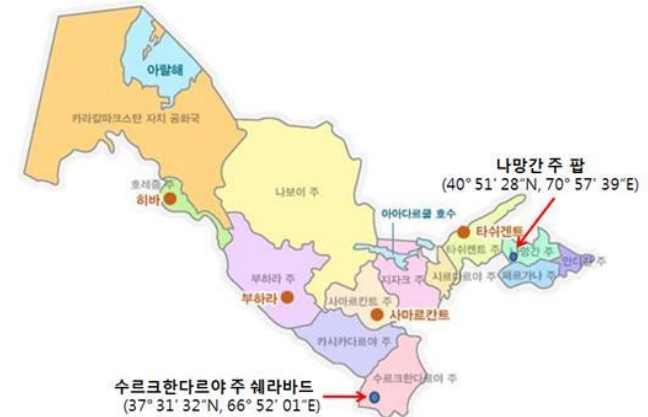 아랄해
카라칼파크스탄 자치 공화국
나망간 주 팝
(40° 51' 28"N, 70° 57' 39"E)
호레즘 주
히바
나보이 주
아아다르쿨 호수
타쉬켄트
타쉬켄트 주
나망간 주
안디잔 주
부하라 주
지자크 주
시르다르야 주
페르가나 주
부하라
사마르칸트 주
사마르칸트
카시카다르야 주
수르크한다르야 주
수르크한다르야 주 쉐라바드
(37° 31' 32"N, 66° 52' 01"E)